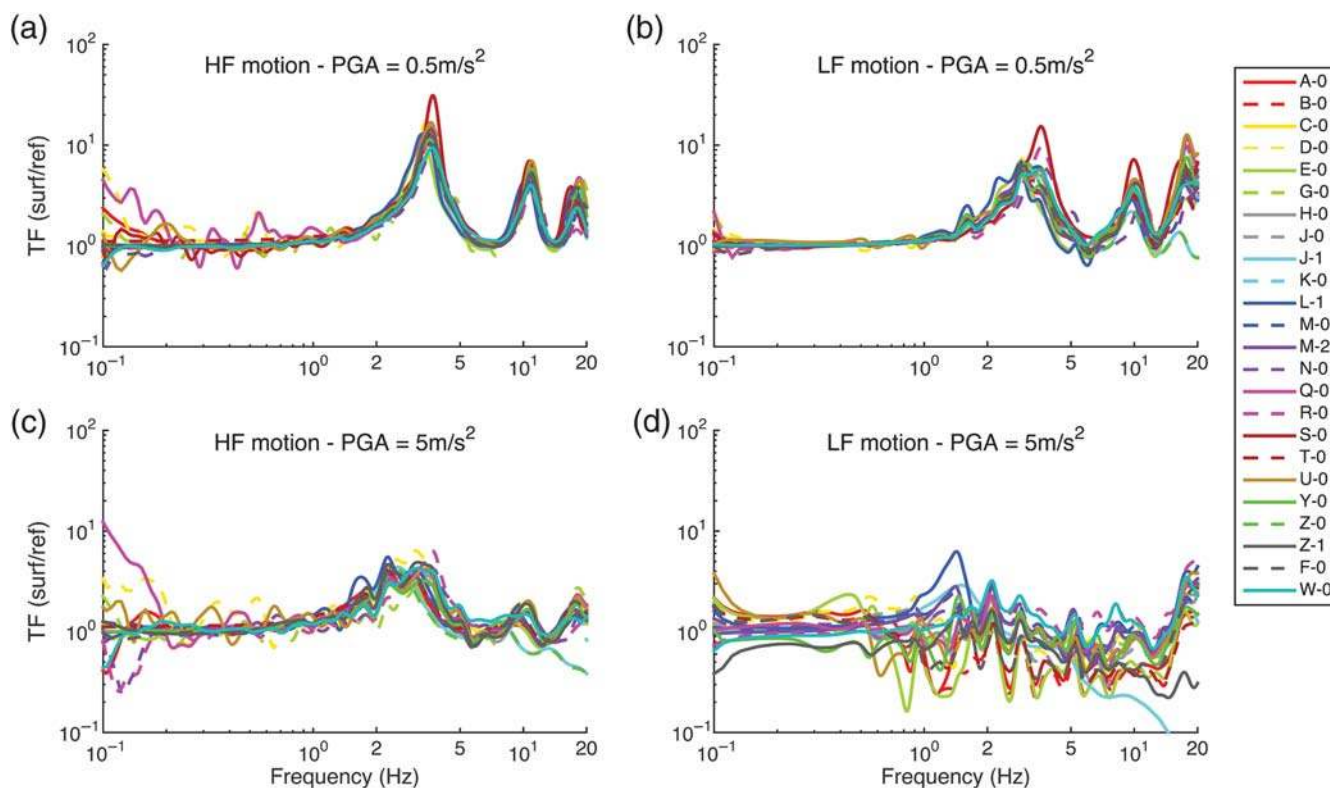 (a)
HF motion - PGA = 0.5m/s²
TF (surf/ref)
10²
10¹
10⁰
10⁻¹
10⁻¹ 10⁰ 2 5 10¹ 20
(b)
LF motion - PGA = 0.5m/s²
10²
10¹
10⁰
10⁻¹
10⁻¹ 10⁰ 2 5 10¹ 20
(c)
HF motion - PGA = 5m/s²
TF (surf/ref)
10²
10¹
10⁰
10⁻¹
10⁻¹ 10⁰ 2 5 10¹ 20
Frequency (Hz)
(d)
LF motion - PGA = 5m/s²
10²
10¹
10⁰
10⁻¹
10⁻¹ 10⁰ 2 5 10¹ 20
Frequency (Hz)
A-0
B-0
C-0
D-0
E-0
G-0
H-0
J-0
J-1
K-0
L-1
M-0
M-2
N-0
Q-0
R-0
S-0
T-0
U-0
Y-0
Z-0
Z-1
F-0
W-0